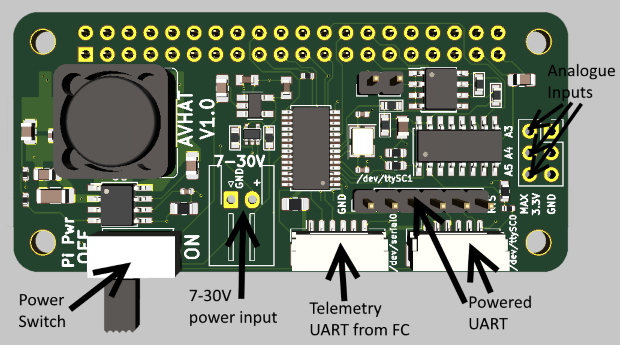 Analogue
Inputs
AVHAT
V1.0
A3
A4
A5
7-30V
GND
+
/dev/ttySC1
GND
RTS
MAX
3.3V
GND
Pi Pwr
OFF
ON
/dev/serial0
/dev/ttySC0
Power
Switch
7-30V
power input
Telemetry
UART from FC
Powered
UART